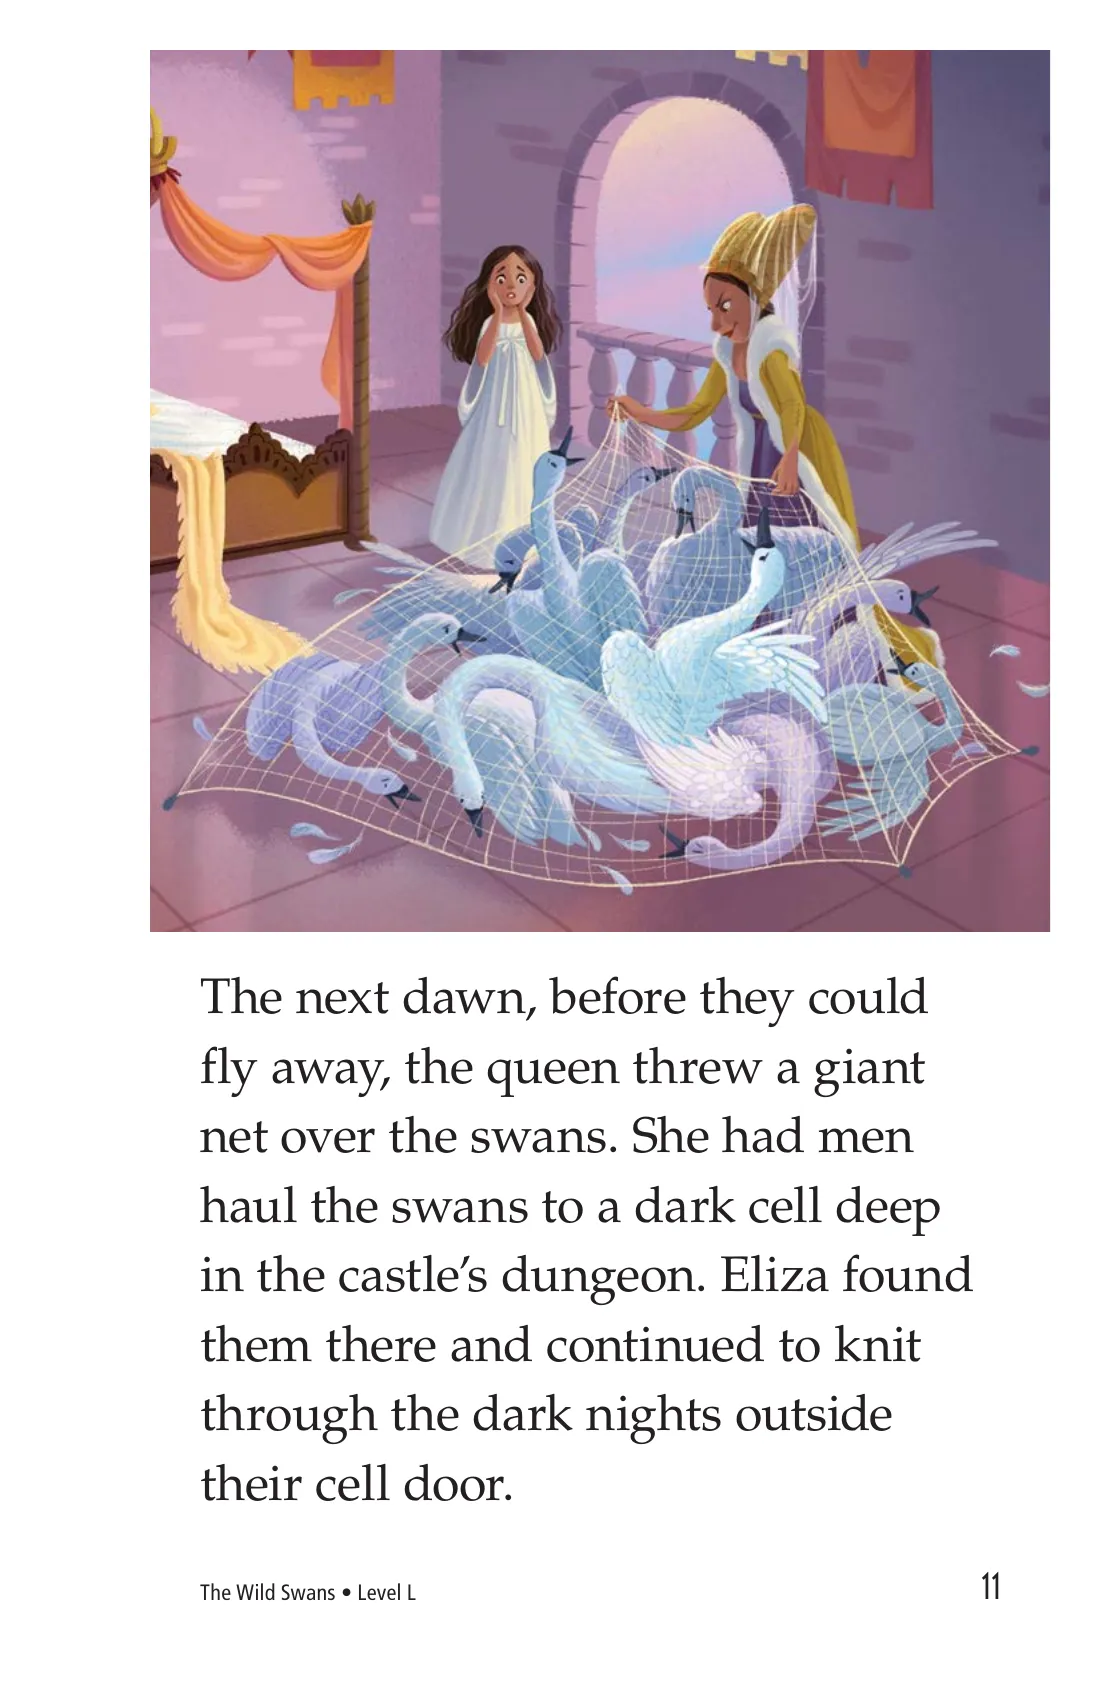 The next dawn, before they could
fly away, the queen threw a giant
net over the swans. She had men
haul the swans to a dark cell deep
in the castle’s dungeon. Eliza found
them there and continued to knit
through the dark nights outside
their cell door.
The Wild Swans • Level L
11